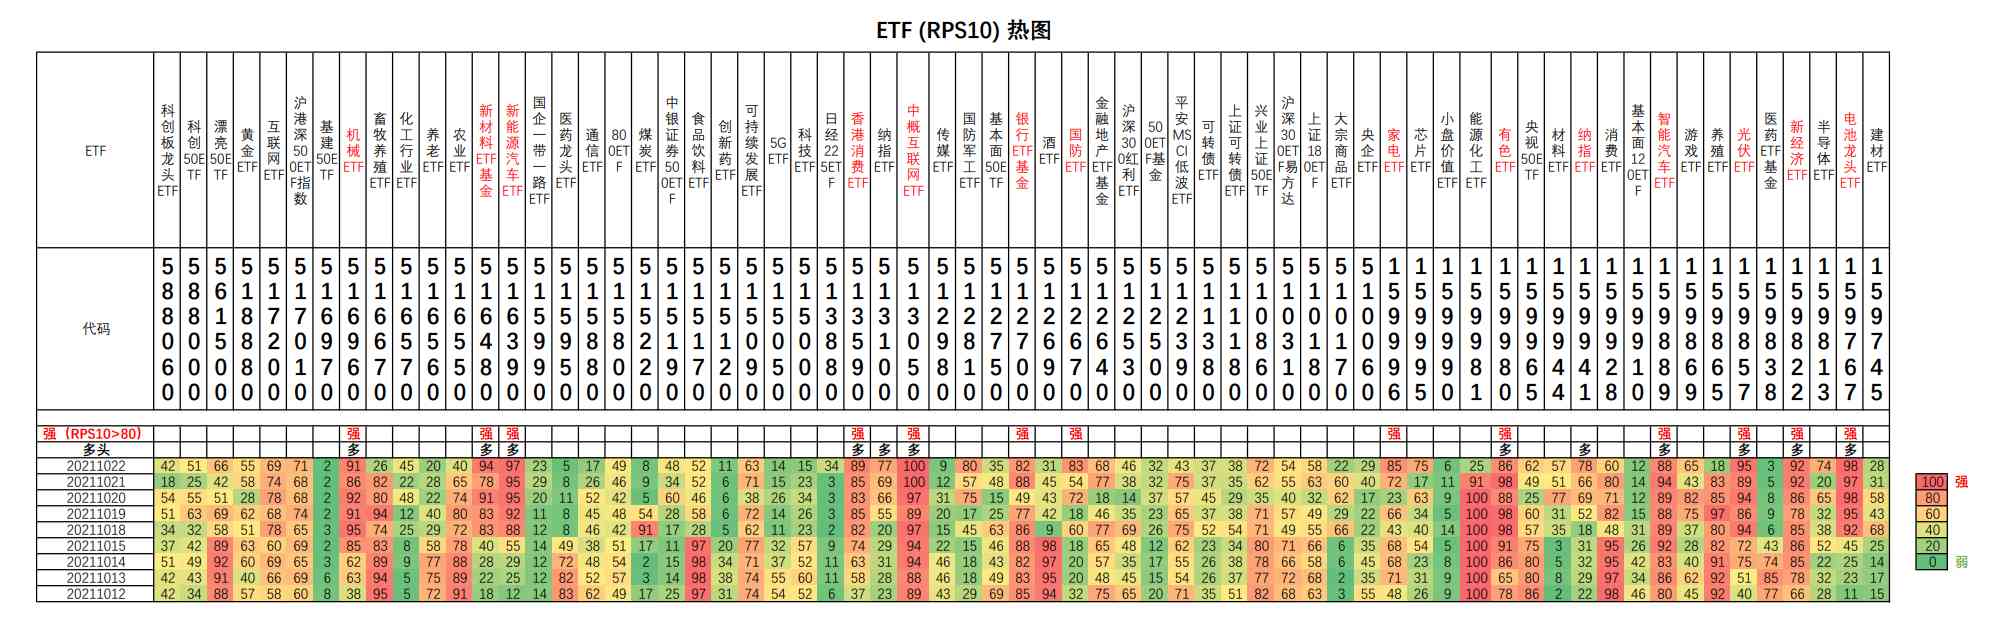 ETF (RPS10) 热图
ETF 科创板龙头ETF 科创50ETF 漂亮50ETF 黄金ETF 互联网ETF 沪港深500ETF指数 基建50ETF 机械ETF 畜牧养殖ETF 化工行业ETF 养老ETF 农业ETF 新材料ETF基金 新能源汽车ETF 国企一带一路ETF 医药龙头ETF 通信ETF 800ETF 煤炭ETF 中银证券500ETF 食品饮料ETF 创新药ETF 可持续发展ETF 5GETF 科技ETF 日经225ETF 香港消费ETF 纳指ETF 中概互联网ETF 传媒ETF 国防军工ETF 基本面50ETF 银行ETF基金 酒ETF 国防ETF 金融地产ETF基金 沪深300红利ETF 500ETF基金 平安MSCI低波ETF 可转债ETF 上证可转债ETF 兴业上证50ETF 沪深300ETF易方达 上证180ETF 大宗商品ETF 央企ETF 家电ETF 芯片ETF 小盘价值ETF 能源化工ETF 有色ETF 央视50ETF 材料ETF 纳指ETF 消费ETF 基本面120ETF 智能汽车ETF 游戏ETF 养殖ETF 光伏ETF 医药ETF基金 新经济ETF 半导体ETF 电池龙头ETF 建材ETF
代码 588060 588000 561500 518880 517200 517010 516970 516960 516670 516570 516560 516550 516480 516390 515990 515950 515880 515800 515220 515190 515170 515120 515090 515050 515000 513880 513590 513100 513050 512980 512810 512750 512700 512690 512670 512640 512530 512500 512390 511380 511180 510860 510310 510180 510170 510060 159996 159995 159990 159981 159980 159965 159944 159941 159928 159910 159889 159869 159865 159857 159838 159822 159813 159767 159745
强（RPS10>80） 强 强 强 强 强 强 强 强 强 强 强 强 强
多头 多 多 多 多 多 多 多 多 多 多 多 多
20211022 42 51 66 55 69 71 2 91 26 45 20 40 94 97 23 5 17 49 8 48 52 11 63 14 15 34 89 77 100 9 80 35 82 31 83 68 46 32 43 37 38 72 54 58 22 29 85 75 6 25 86 62 57 78 60 12 88 65 18 95 3 92 74 98 28
20211021 18 25 42 58 74 68 2 86 82 22 28 65 78 95 29 8 26 46 9 34 52 6 71 15 23 3 85 69 100 12 57 48 88 45 54 77 38 32 75 37 35 62 55 63 60 40 72 17 11 91 98 49 51 66 80 14 94 43 83 89 5 92 20 97 31
20211020 54 55 51 28 78 68 2 92 80 48 22 74 91 95 20 11 52 42 5 60 46 6 38 26 34 3 83 66 97 31 75 15 49 43 72 18 14 37 57 45 29 35 40 32 62 17 23 63 9 100 88 25 77 69 71 12 89 82 85 94 8 86 65 98 58
20211019 51 63 69 62 68 74 2 91 94 12 40 80 83 92 11 8 45 48 54 28 58 6 72 14 26 3 85 55 89 20 17 25 77 42 18 46 35 23 65 37 38 71 57 49 29 22 66 34 5 100 98 60 31 52 82 15 88 75 97 86 9 78 32 95 43
20211018 34 32 58 51 78 65 3 95 74 25 29 72 83 88 12 8 46 42 91 17 28 5 62 11 23 2 82 20 97 15 45 63 86 9 60 77 69 26 75 52 54 71 49 55 66 22 43 40 14 100 98 57 35 18 48 31 89 37 80 94 6 85 38 92 68
20211015 37 42 89 63 60 69 2 85 83 8 58 78 40 55 14 49 38 51 17 11 97 20 77 32 57 9 74 29 94 22 15 46 88 98 18 65 48 12 62 23 34 80 71 66 6 35 68 54 5 100 91 75 3 31 95 26 92 28 82 72 43 86 52 45 25
20211014 51 49 92 60 69 65 3 62 89 9 77 88 28 29 12 72 48 54 2 15 98 34 71 37 52 11 63 31 94 46 18 43 82 97 20 57 35 17 55 26 38 78 66 58 6 45 68 23 8 100 86 80 5 32 95 42 83 40 91 75 74 85 22 25 14
20211013 42 43 91 40 66 69 6 63 94 5 75 89 22 25 12 82 52 57 3 14 98 38 74 55 60 11 58 28 88 46 18 49 83 95 20 48 45 15 54 26 37 77 72 68 2 35 71 31 9 100 65 80 8 29 97 34 86 62 92 51 85 78 32 23 17
20211012 42 34 88 57 58 60 8 38 95 5 72 91 18 12 14 83 62 49 17 25 97 31 74 54 52 6 37 23 89 43 29 69 85 94 32 75 65 20 71 35 51 82 68 63 3 55 48 26 9 100 78 86 2 22 98 46 80 45 92 40 77 66 28 11 15
100 强
80
60
40
20
0 弱